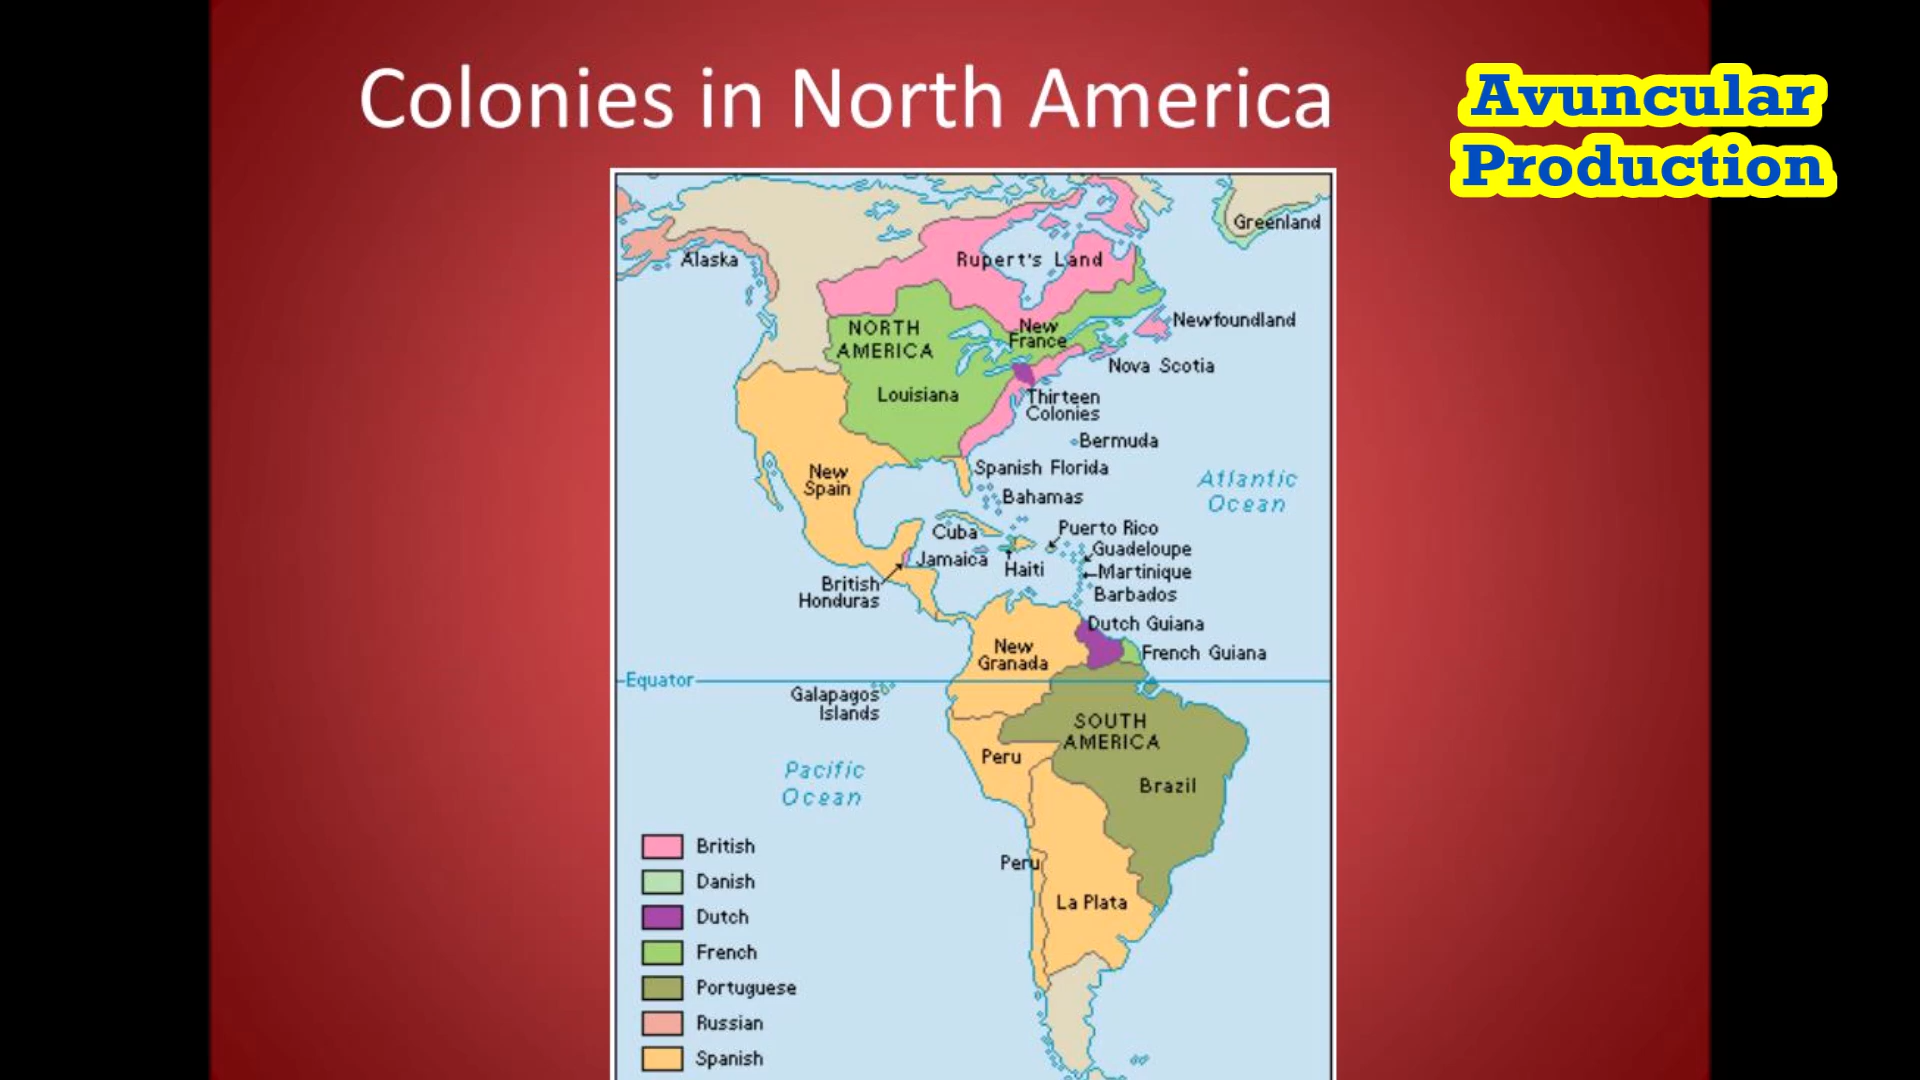 Colonies in North America
Avuncular
Production
Greenland
Alaska
Rupert's Land
NORTH
AMERICA
New
France
Newfoundland
Nova Scotia
Louisiana
Thirteen
Colonies
Bermuda
Spanish Florida
New
Spain
Atlantic
Ocean
Bahamas
Cuba
Puerto Rico
Guadeloupe
Jamaica
Haiti
Martinique
British
Honduras
Barbados
Dutch Guiana
New
Granada
French Guiana
Equator
Galapagos
Islands
SOUTH
AMERICA
Peru
Pacific
Ocean
Brazil
Peru
La Plata
British
Danish
Dutch
French
Portuguese
Russian
Spanish